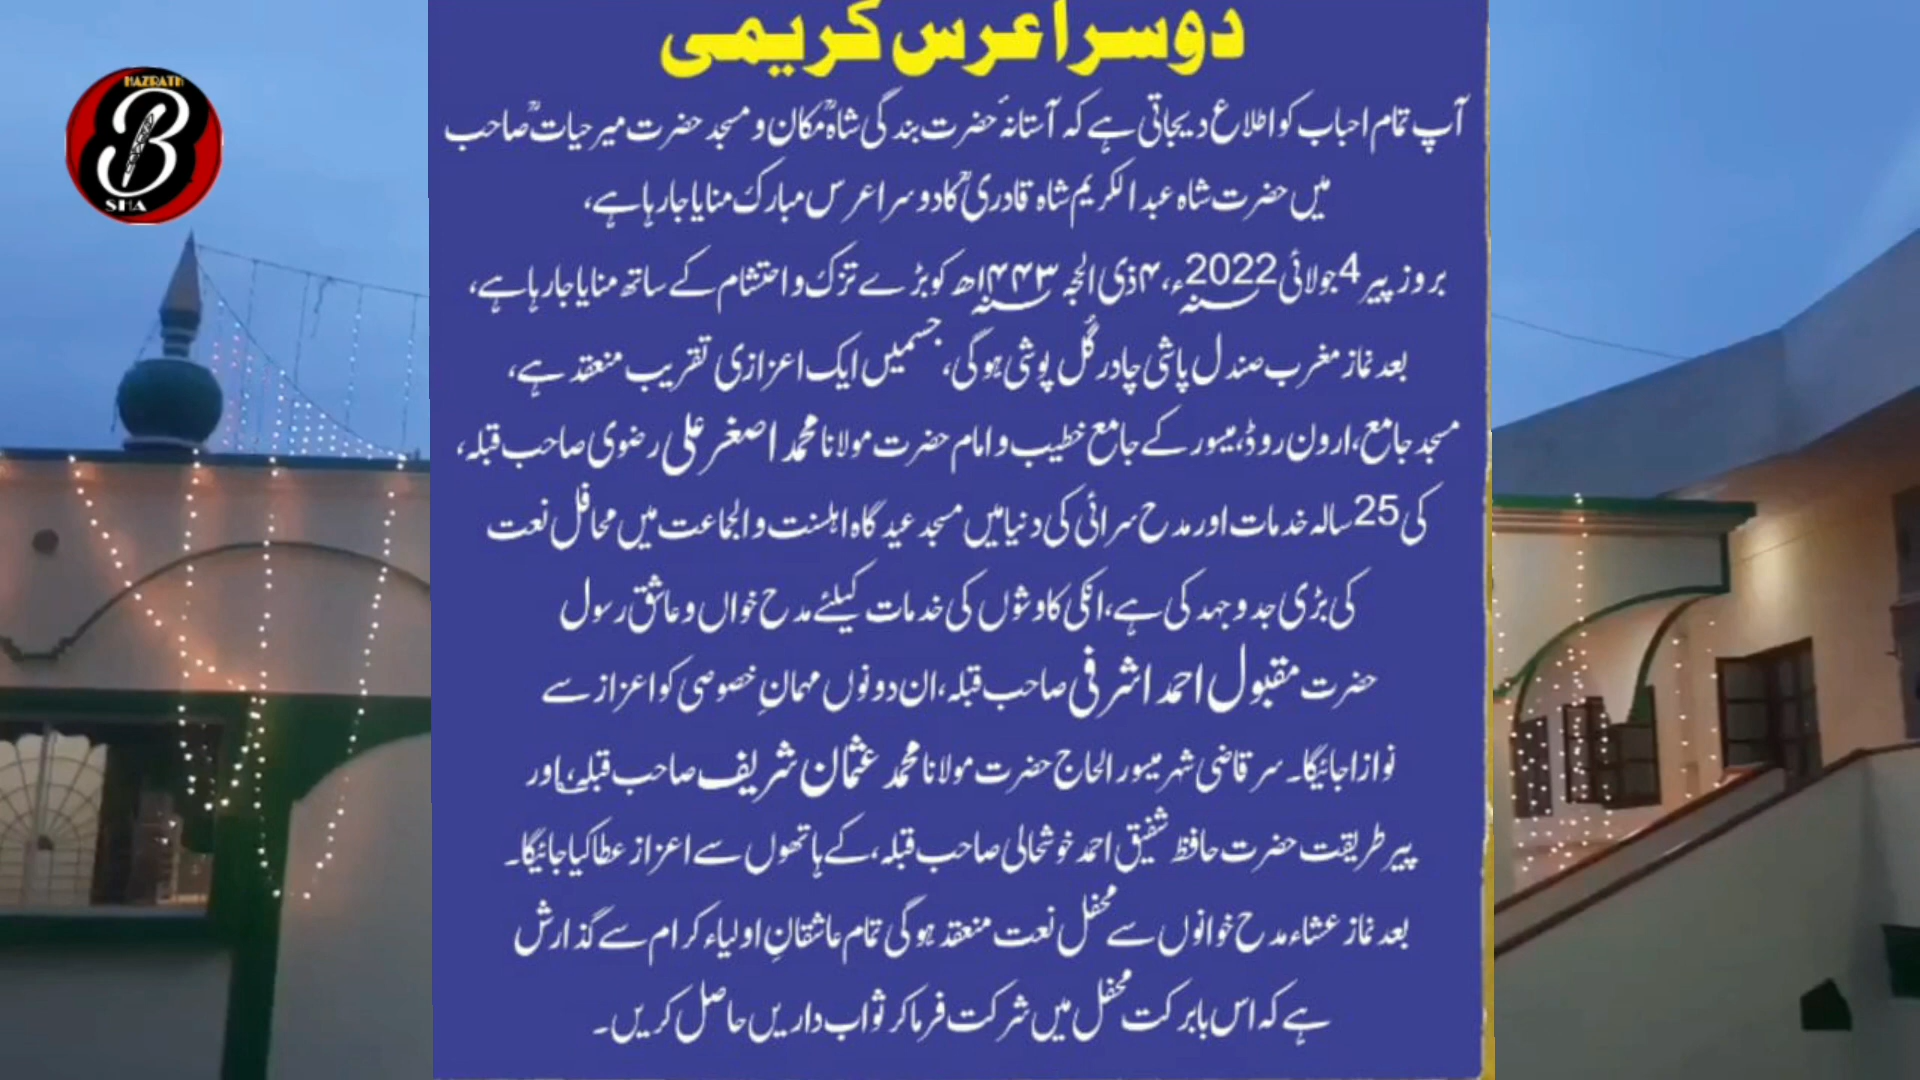 HAZRATH
B
SHA
دوسرا عرس کریمی
آپ تمام احباب کو اطلاع دیجاتی ہے کہ آستانۂ حضرت بندگی شاہؒ مکان و مسجد حضرت میر حیاتؒ صاحب
میں حضرت شاہ عبدالکریم شاہ قادریؒ کا دوسرا عرس مبارک منایا جارہا ہے،
بروز پیر 4 جولائی 2022؁ء، ۴ ذی الحجہ ۱۴۴۳؁ھ کو بڑے تزک و احتشام کے ساتھ منایا جارہا ہے،
بعد نماز مغرب صندل پاشی چادرِ گُل پوشی ہوگی، جسمیں ایک اعزازی تقریب منعقد ہے،
مسجد جامع، ارون روڈ، میسور کے جامع خطیب و امام حضرت مولانا محمد اصغر علی رضوی صاحب قبلہ،
کی 25 سالہ خدمات اور مدح سرائی کی دنیا میں مسجد عیدگاہ اہلسنت والجماعت میں محافل نعت
کی بڑی جدوجہد کی ہے، انکی کاوشوں کی خدمات کیلئے مدح خواں و عاشق رسول
حضرت مقبول احمد اشرفی صاحب قبلہ، ان دونوں مہمانِ خصوصی کو اعزاز سے
نوازا جائیگا۔ سر قاضی شہر میسور الحاج حضرت مولانا محمد عثمان شریف صاحب قبلہ، اور
پیر طریقت حضرت حافظ شفیق احمد خوشحالی صاحب قبلہ، کے ہاتھوں سے اعزاز عطا کیا جائیگا۔
بعد نماز عشاء مدح خوانوں سے محفل نعت منعقد ہوگی تمام عاشقانِ اولیاء کرام سے گذارش
ہے کہ اس بابرکت محفل میں شرکت فرما کر ثواب دارین حاصل کریں۔